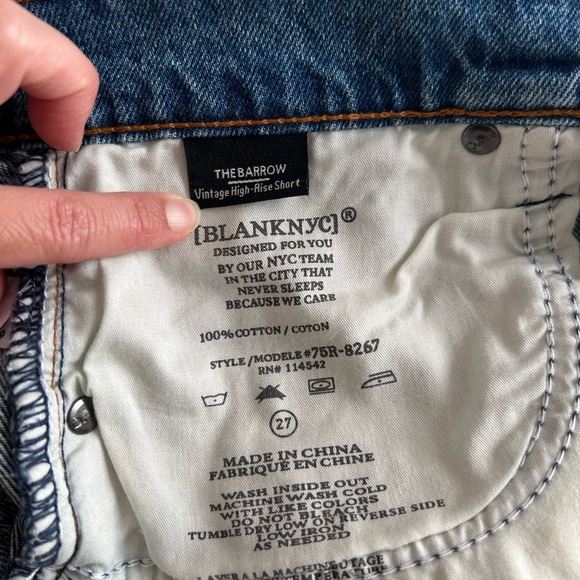 THE BARROW
Vintage High-Rise Short
[BLANKNYC]®
DESIGNED FOR YOU
BY OUR NYC TEAM
IN THE CITY THAT
NEVER SLEEPS
BECAUSE WE CARE
100% COTTON / COTON
STYLE/MODELE #75R-8267
RN# 114542
27
MADE IN CHINA
FABRIQUÉ EN CHINE
WASH INSIDE OUT
MACHINE WASH COLD
WITH LIKE COLORS
DO NOT BLEACH
TUMBLE DRY LOW ON REVERSE SIDE
LOW IRON
AS NEEDED
LAVER A LA MACHINE